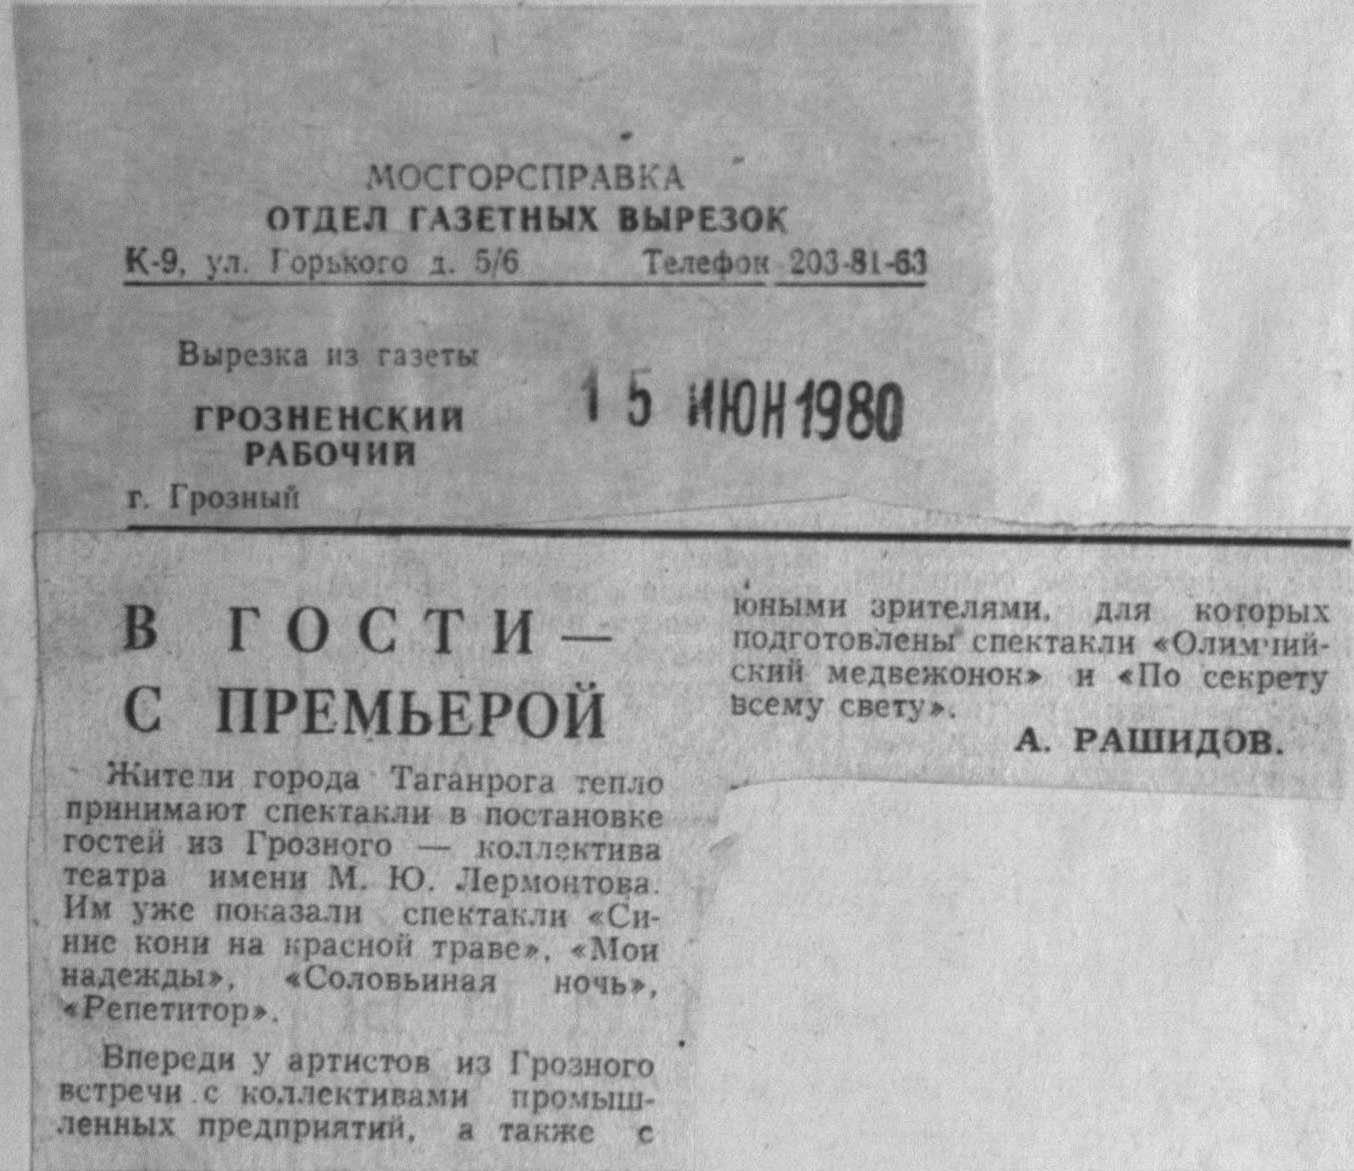 МОСГОРСПРАВКА
ОТДЕЛ ГАЗЕТНЫХ ВЫРЕЗОК
К-9, ул. Горького д. 5/6 Телефон 203-81-63
Вырезка из газеты
ГРОЗНЕНСКИЙ
РАБОЧИЙ
15 ИЮН 1980
г. Грозный
В ГОСТИ —
С ПРЕМЬЕРОЙ
Жители города Таганрога тепло
принимают спектакли в постановке
гостей из Грозного — коллектива
театра имени М. Ю. Лермонтова.
Им уже показали спектакли «Си-
ние кони на красной траве», «Мои
надежды», «Соловьиная ночь»,
«Репетитор».
Впереди у артистов из Грозного
встречи с коллективами промыш-
ленных предприятий, а также с
юными зрителями, для которых
подготовлены спектакли «Олимпий-
ский медвежонок» и «По секрету
всему свету».
А. РАШИДОВ.